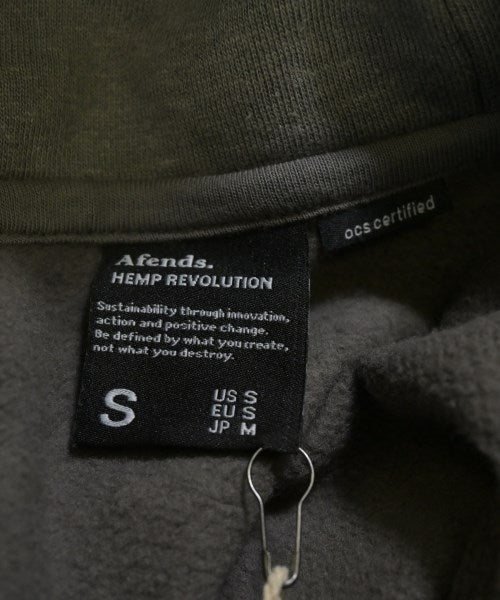 ocs certified
Afends.
HEMP REVOLUTION
Sustainability through innovation,
action and positive change.
Be defined by what you create,
not what you destroy.
S
US S
EU S
JP M